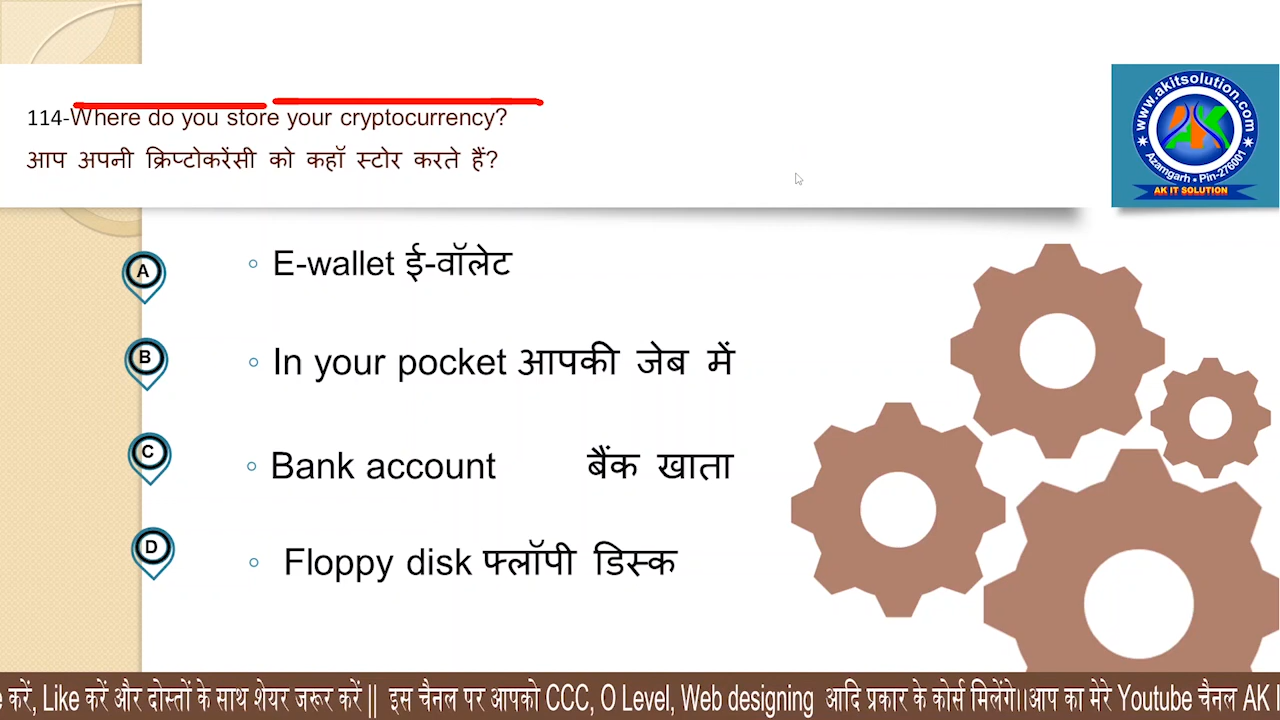 114-Where do you store your cryptocurrency?
आप अपनी क्रिप्टोकरेंसी को कहॉ स्टोर करते हैं?
www.akitsolution.com
AK
Azamgarh • Pin-276001
AK IT SOLUTION
A
E-wallet ई-वॉलेट
B
In your pocket आपकी जेब में
C
Bank account बैंक खाता
D
Floppy disk फ्लॉपी डिस्क
करें, Like करें और दोस्तों के साथ शेयर जरूर करें || इस चैनल पर आपको CCC, O Level, Web designing आदि प्रकार के कोर्स मिलेंगे।।आप का मेरे Youtube चैनल AK